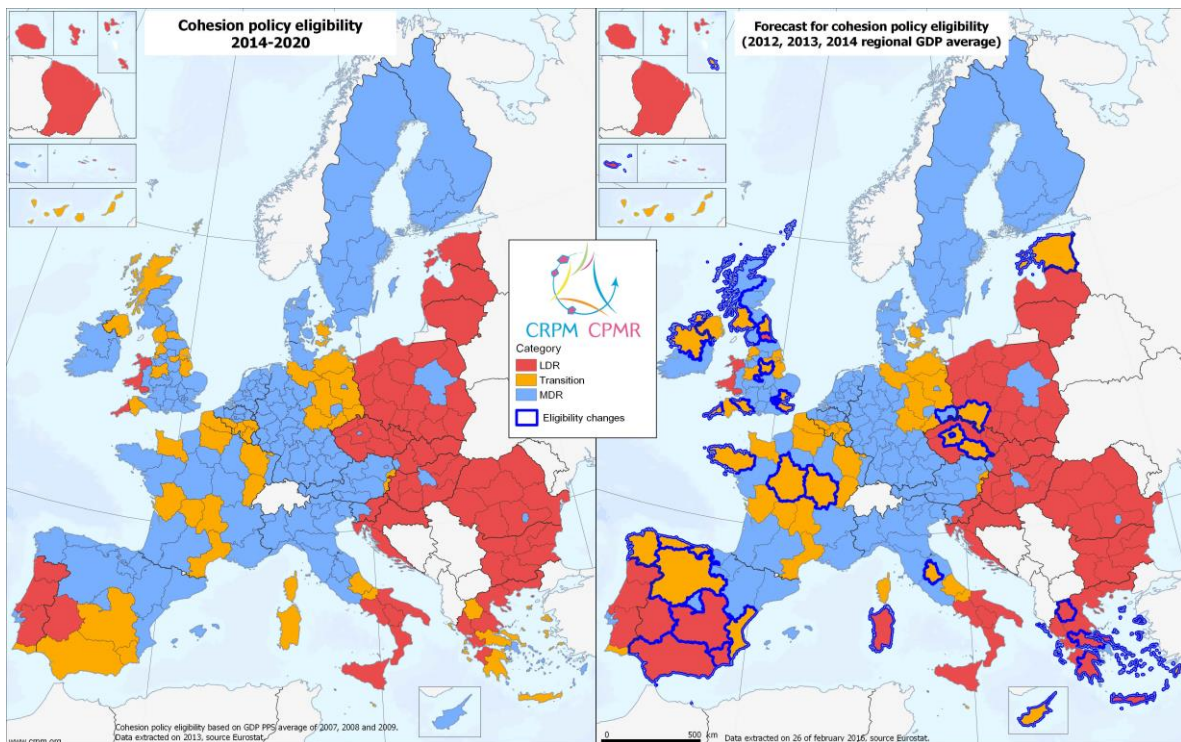 Cohesion policy eligibility
2014-2020
Forecast for cohesion policy eligibility
(2012, 2013, 2014 regional GDP average)
CRPM CPMR
Category
LDR
Transition
MDR
Eligibility changes
Cohesion policy eligibility based on GDP PPS average of 2007, 2008 and 2009.
Data extracted on 2013, source Eurostat.
www.crpm.org
0 500 km
Data extracted on 26 of february 2016, source Eurostat.